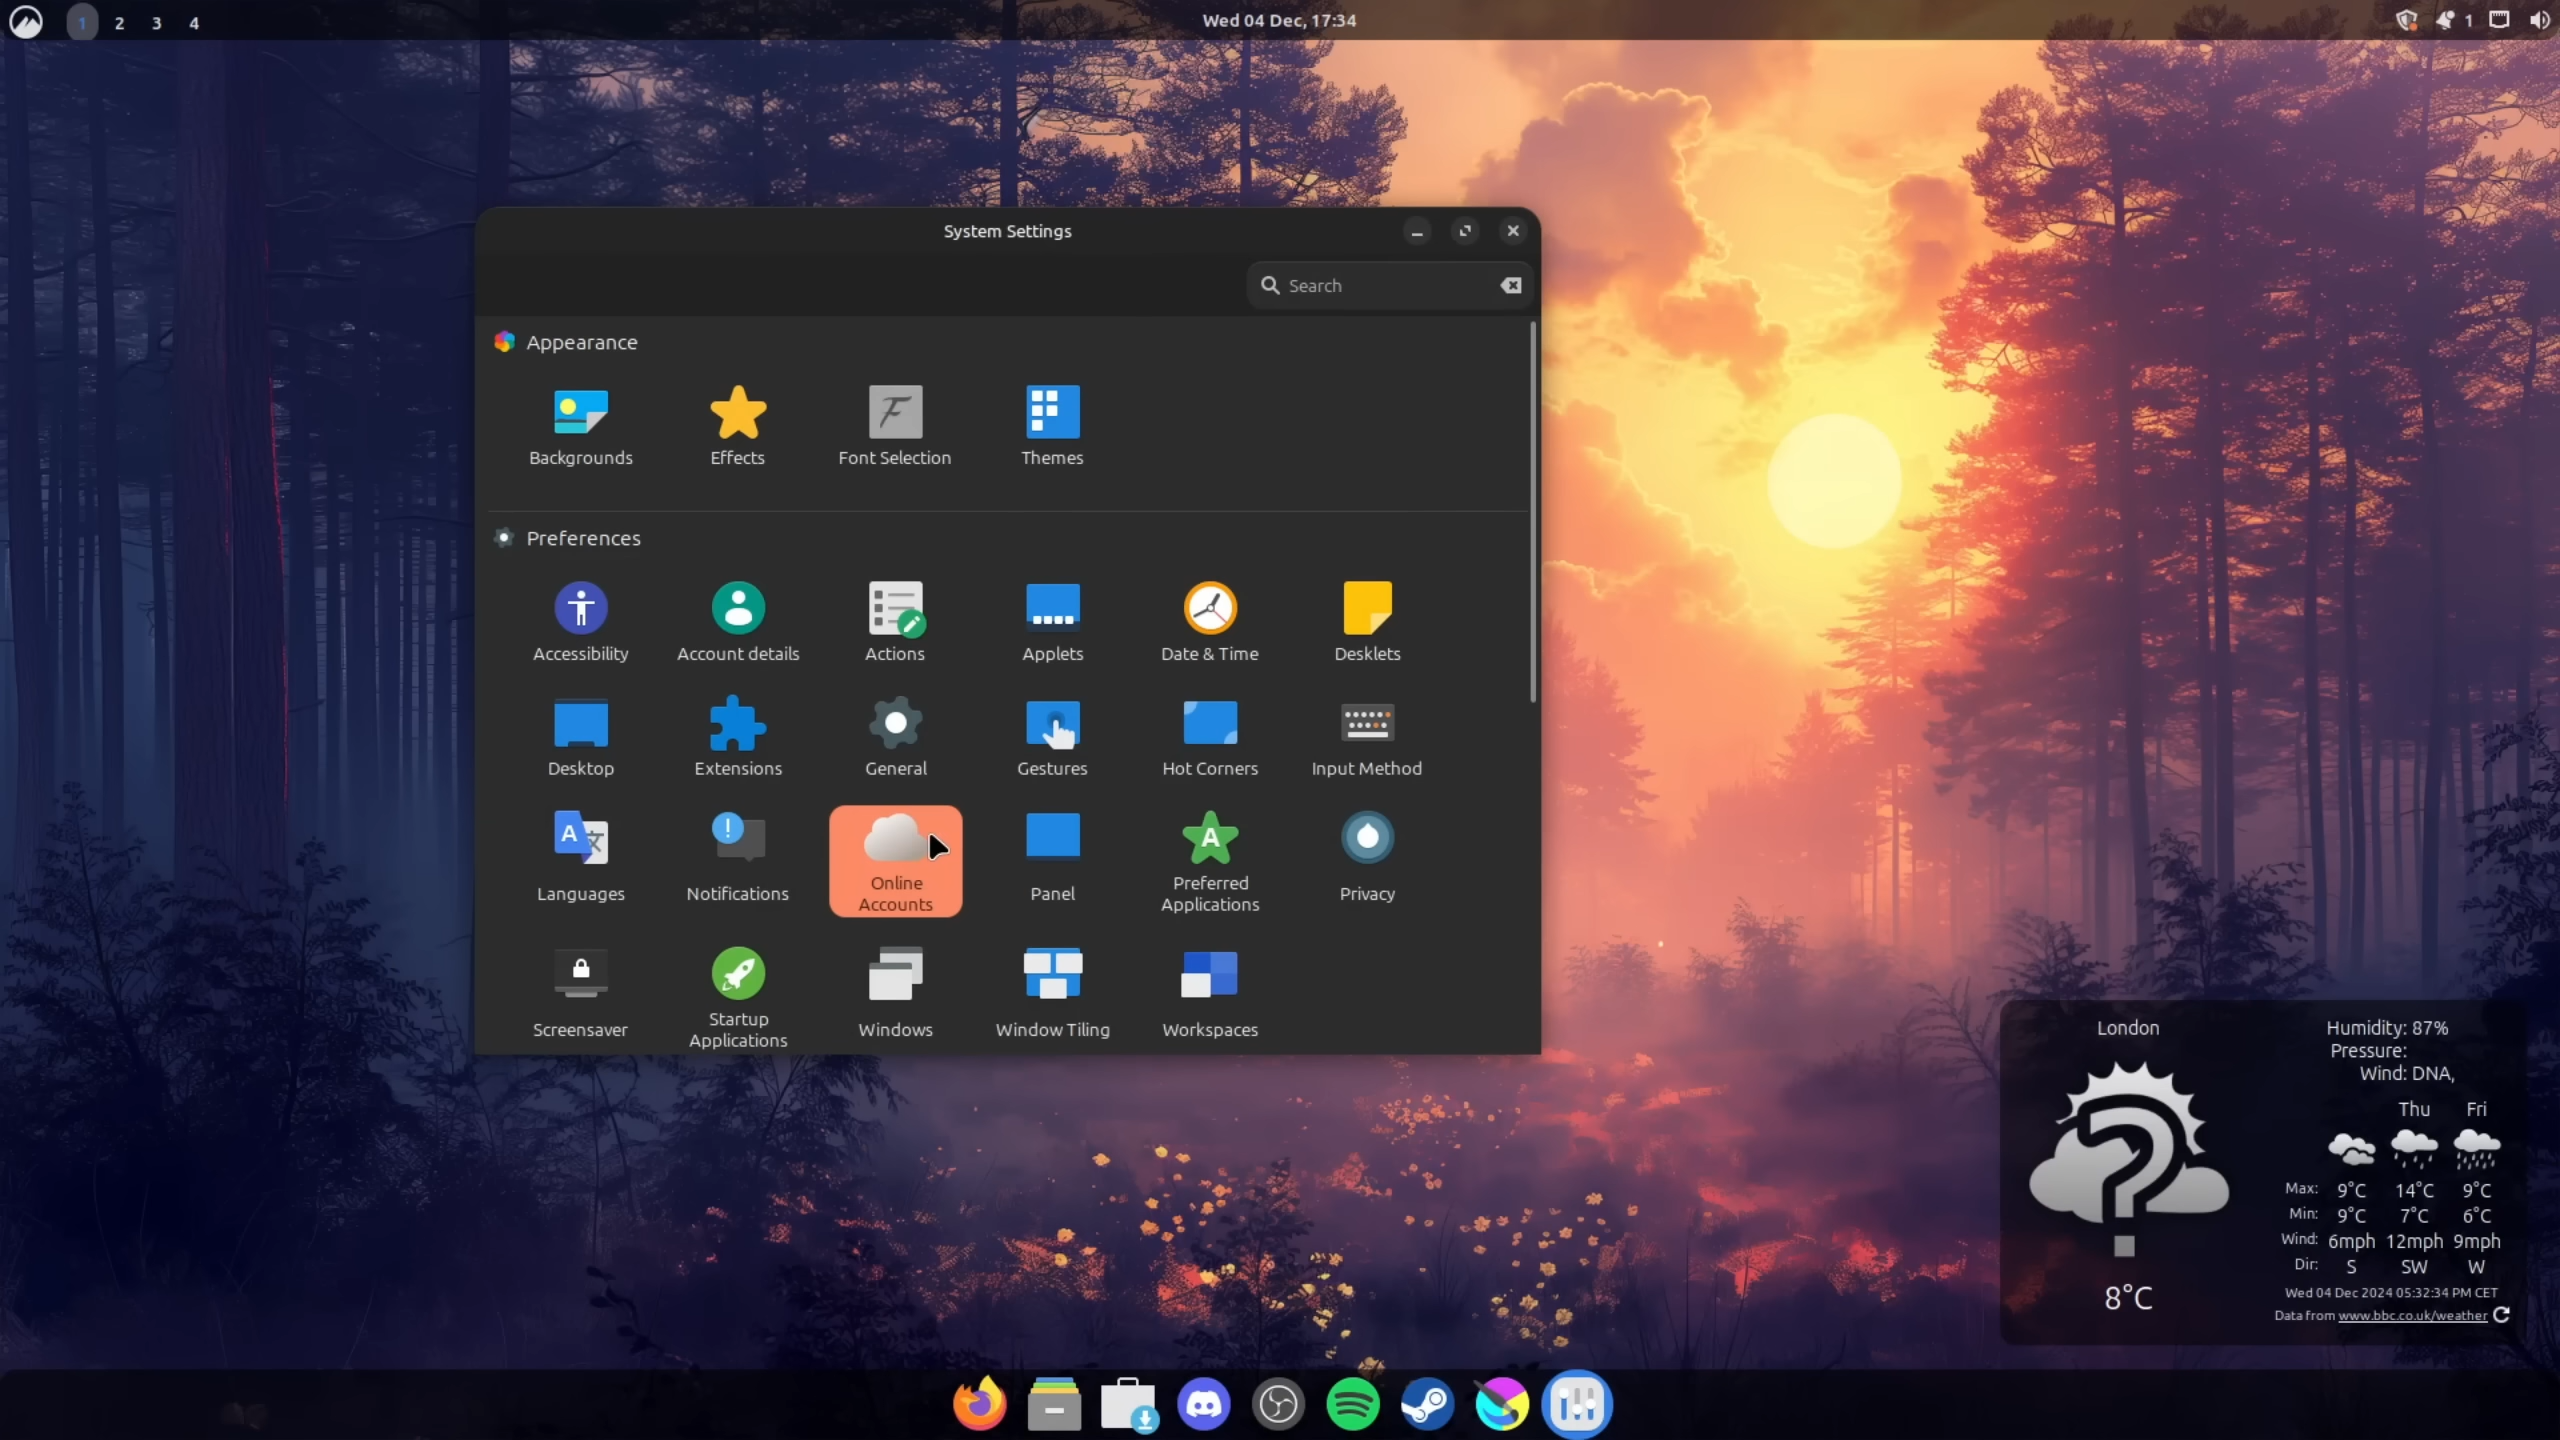 1 2 3 4
Wed 04 Dec, 17:34
1
System Settings
Search
Appearance
Backgrounds
Effects
Font Selection
Themes
Preferences
Accessibility
Account details
Actions
Applets
Date & Time
Desklets
Desktop
Extensions
General
Gestures
Hot Corners
Input Method
Languages
Notifications
Online
Accounts
Panel
Preferred
Applications
Privacy
Screensaver
Startup
Applications
Windows
Window Tiling
Workspaces
London
8°C
Humidity: 87%
Pressure:
Wind: DNA,
Thu Fri
Max: 9°C 14°C 9°C
Min: 9°C 7°C 6°C
Wind: 6mph 12mph 9mph
Dir: S SW W
Wed 04 Dec 2024 05:32:34 PM CET
Data from www.bbc.co.uk/weather